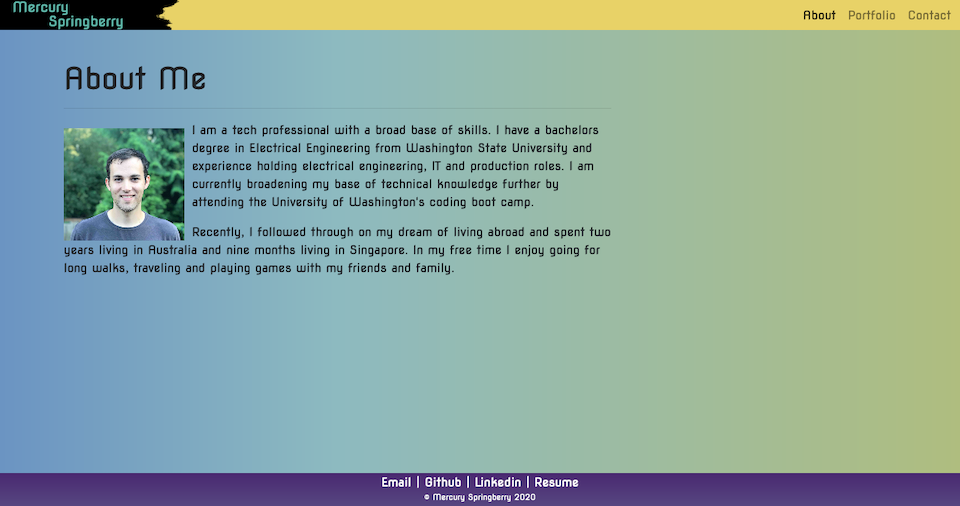 Mercury
Springberry
About Portfolio Contact
About Me
I am a tech professional with a broad base of skills. I have a bachelors
degree in Electrical Engineering from Washington State University and
experience holding electrical engineering, IT and production roles. I am
currently broadening my base of technical knowledge further by
attending the University of Washington's coding boot camp.
Recently, I followed through on my dream of living abroad and spent two
years living in Australia and nine months living in Singapore. In my free time I enjoy going for
long walks, traveling and playing games with my friends and family.
Email | Github | Linkedin | Resume
© Mercury Springberry 2020